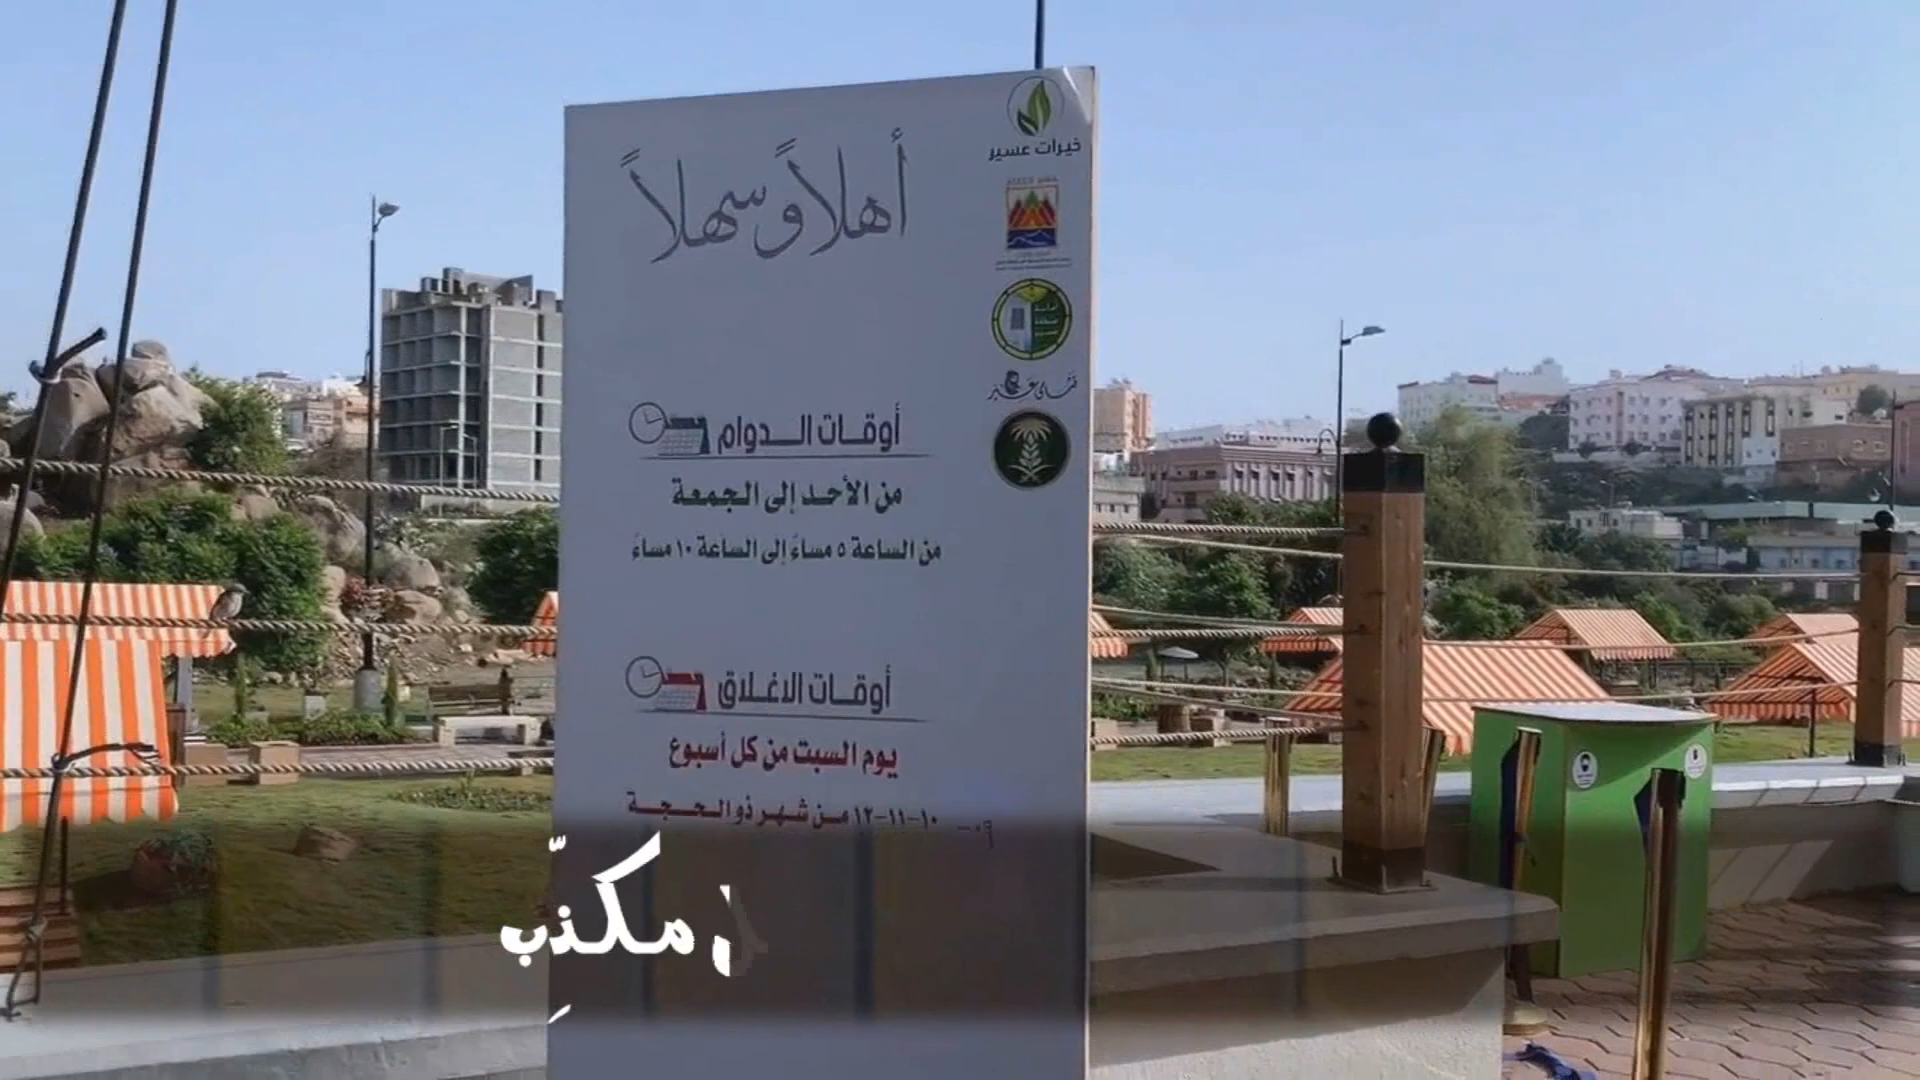 أهلاً وسهلاً
خيرات عسير
أوقات الدوام
من الأحد إلى الجمعة
من الساعة ٥ مساءً إلى الساعة ١٠ مساءً
أوقات الاغلاق
يوم السبت من كل أسبوع
١٠-١١-١٢ من شهر ذو الحجة
مكذّب